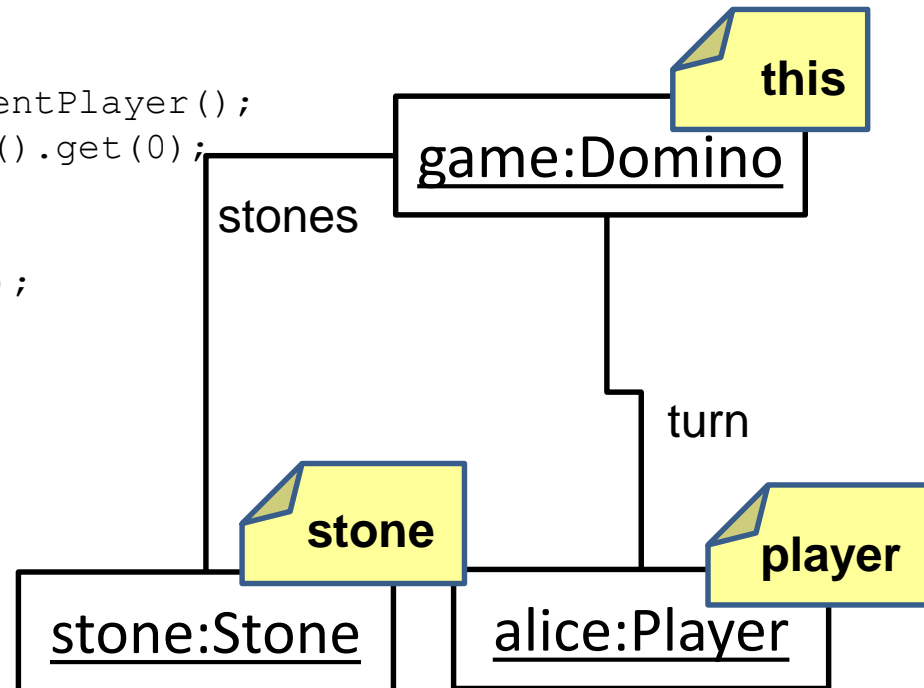 this
entPlayer();
().get(0);
game:Domino
stones
);
turn
stone
player
stone:Stone
alice:Player